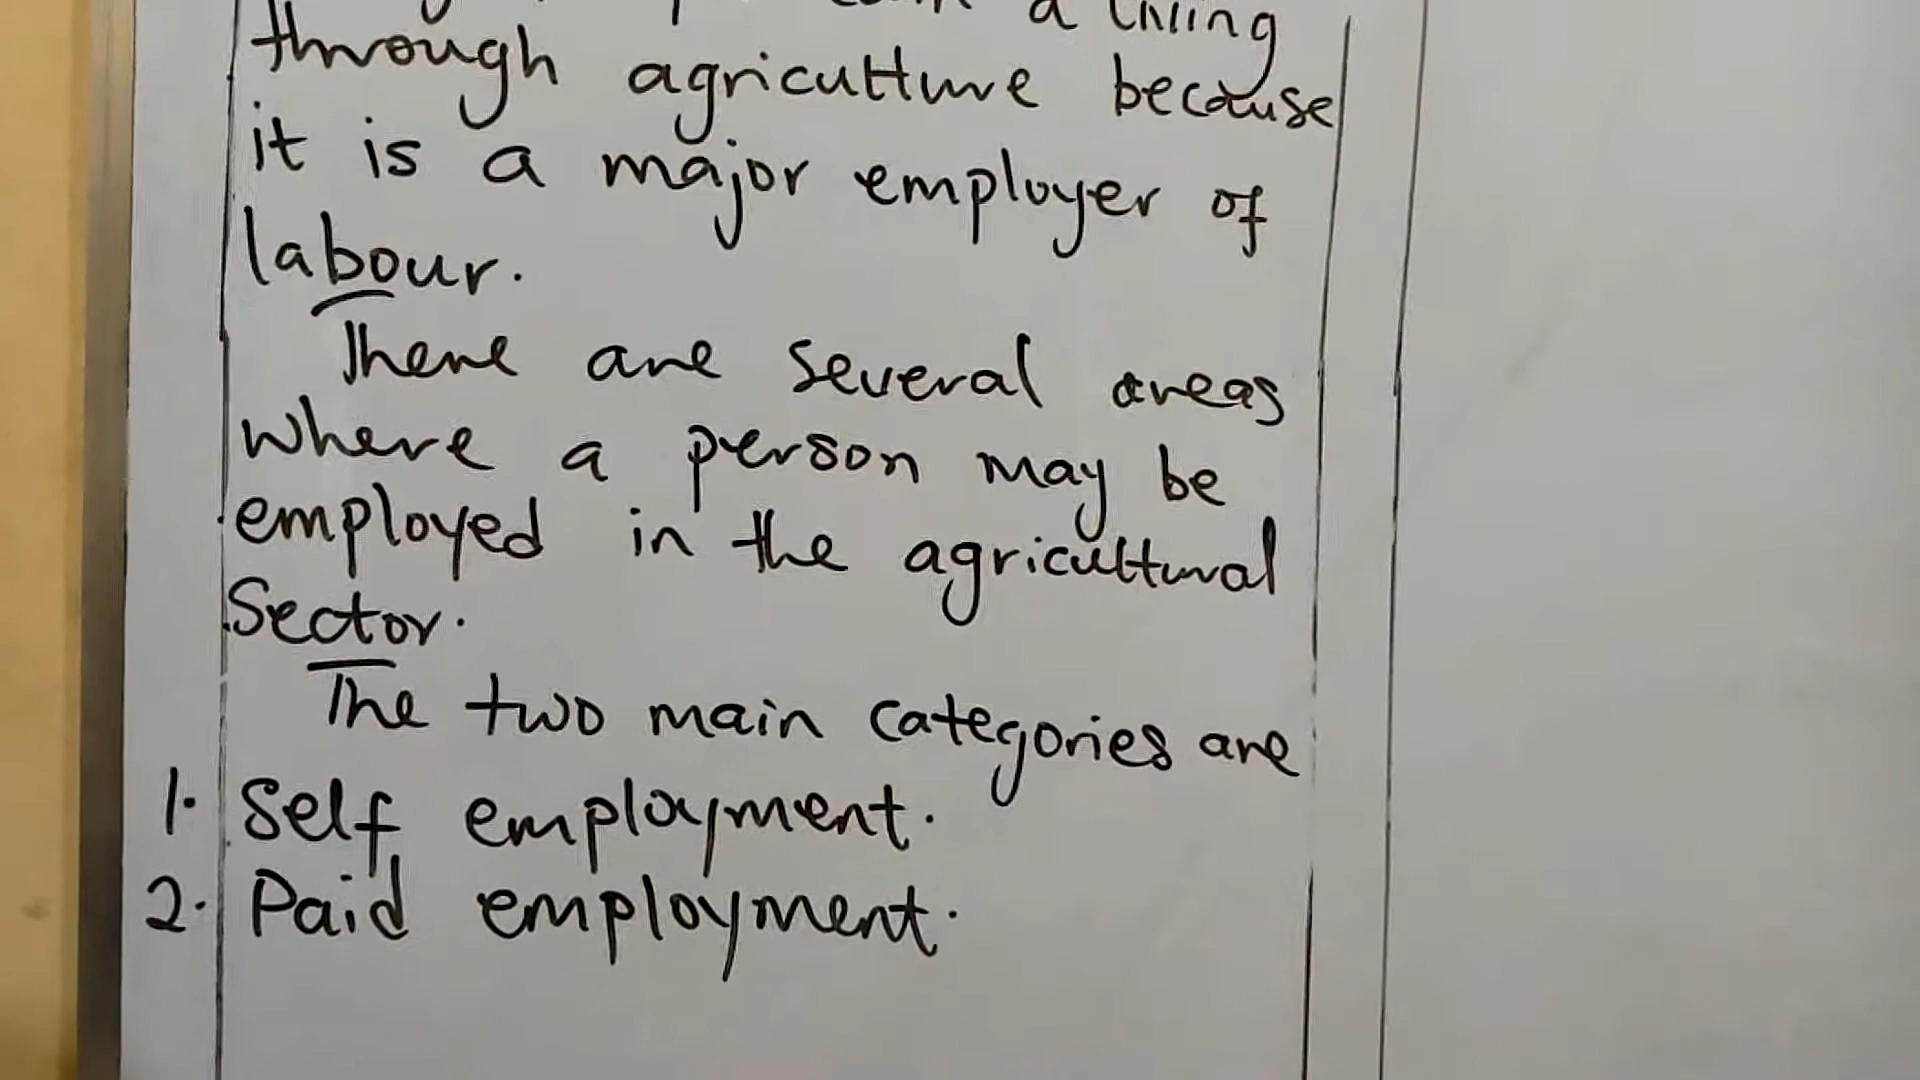 a living
through agriculture because
it is a major employer of
labour.
There are several areas
where a person may be
employed in the agricultural
Sector.
The two main categories are
1. Self employment.
2. Paid employment.